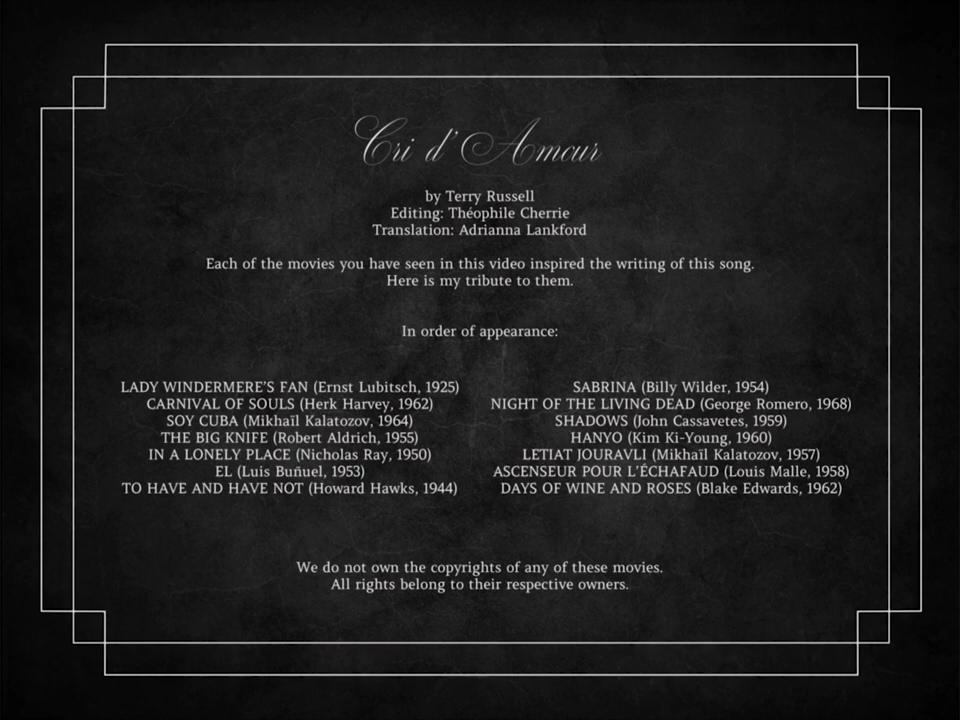 Cri d'Amour
by Terry Russell
Editing: Théophile Cherrie
Translation: Adrianna Lankford
Each of the movies you have seen in this video inspired the writing of this song.
Here is my tribute to them.
In order of appearance:
LADY WINDERMERE'S FAN (Ernst Lubitsch, 1925)
CARNIVAL OF SOULS (Herk Harvey, 1962)
SOY CUBA (Mikhaïl Kalatozov, 1964)
THE BIG KNIFE (Robert Aldrich, 1955)
IN A LONELY PLACE (Nicholas Ray, 1950)
EL (Luis Buñuel, 1953)
TO HAVE AND HAVE NOT (Howard Hawks, 1944)
SABRINA (Billy Wilder, 1954)
NIGHT OF THE LIVING DEAD (George Romero, 1968)
SHADOWS (John Cassavetes, 1959)
HANYO (Kim Ki-Young, 1960)
LETIAT JOURAVLI (Mikhaïl Kalatozov, 1957)
ASCENSEUR POUR L'ÉCHAFAUD (Louis Malle, 1958)
DAYS OF WINE AND ROSES (Blake Edwards, 1962)
We do not own the copyrights of any of these movies.
All rights belong to their respective owners.